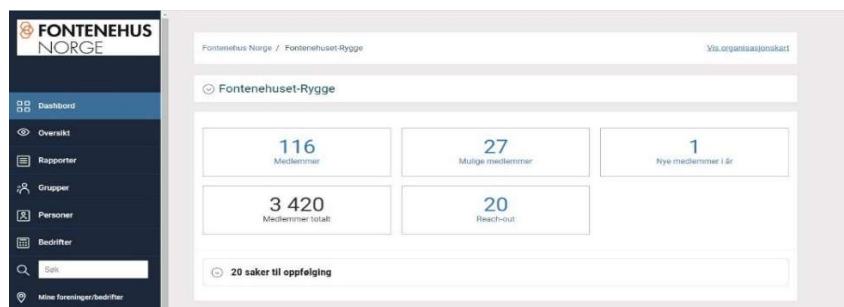 FONTENEHUS
NORGE
Dashbord
Oversikt
Rapporter
Grupper
Personer
Bedrifter
Søk
Mine foreninger/bedrifter
Fontenehus Norge / Fontenehuset-Rygge
Vis organisasjonskart
Fontenehuset-Rygge
116
Medlemmer
27
Mulige medlemmer
1
Nye medlemmer i år
3 420
Medlemmer totalt
20
Reach-out
20 saker til oppfølging